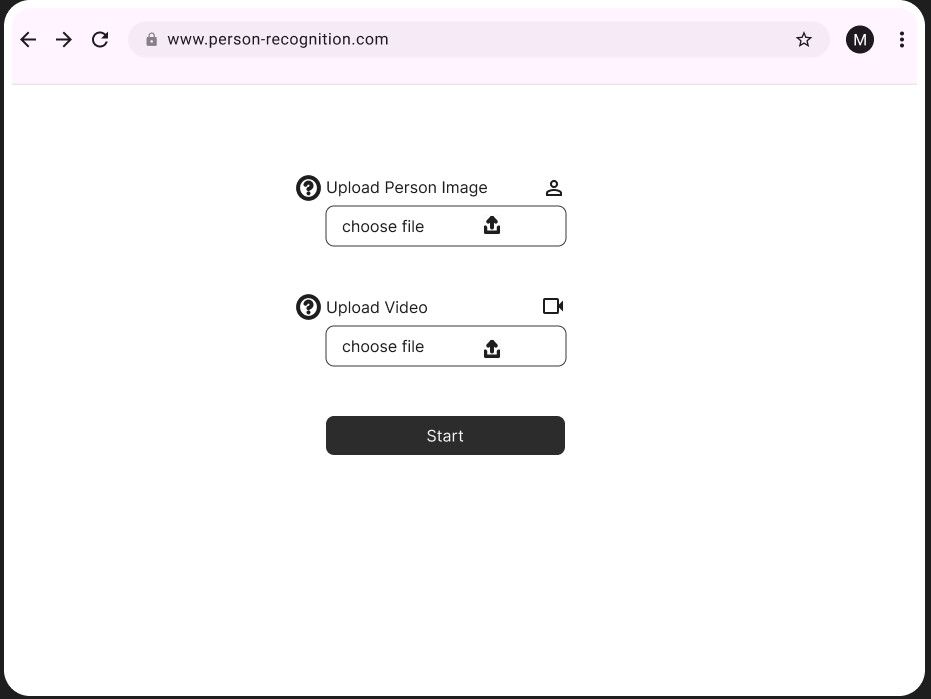 www.person-recognition.com
M
? Upload Person Image
choose file
? Upload Video
choose file
Start